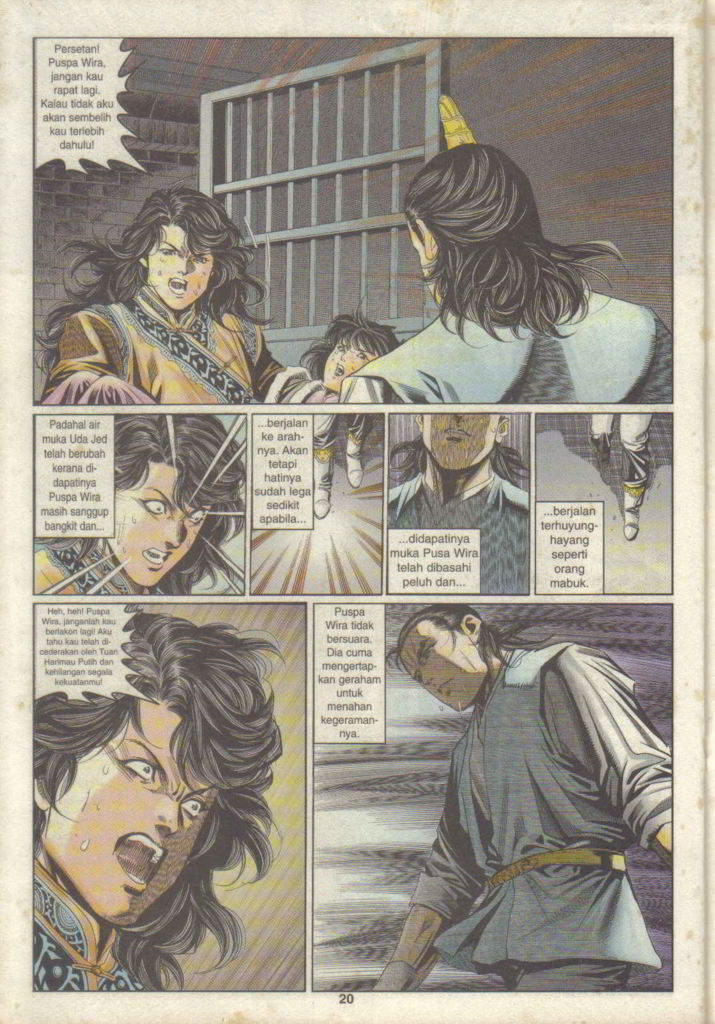 Persetan!
Puspa Wira,
jangan kau
rapat lagi.
Kalau tidak aku
akan sembelih
kau terlebih
dahulu!
Padahal air
muka Uda Jed
telah berubah
kerana di-
dapatinya
Puspa Wira
masih sanggup
bangkit dan...
...berjalan
ke arah-
nya. Akan
tetapi
hatinya
sudah lega
sedikit
apabila...
...didapatinya
muka Pusa Wira
telah dibasahi
peluh dan...
...berjalan
terhuyung-
hayang
seperti
orang
mabuk.
Heh, heh! Puspa
Wira, janganlah kau
berlakon lagi! Aku
tahu kau telah di-
cederakan oleh Tuan
Harimau Putih dan
kehilangan segala
kekuatanmu!
Puspa
Wira tidak
bersuara.
Dia cuma
mengertap-
kan geraham
untuk
menahan
kegeraman-
nya.
20